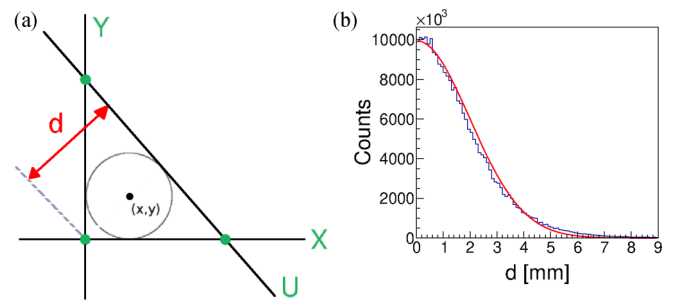 (a)
Y
d
(x,y)
X
U
(b)
×10³
10000
8000
6000
4000
2000
0
Counts
0 1 2 3 4 5 6 7 8 9
d [mm]